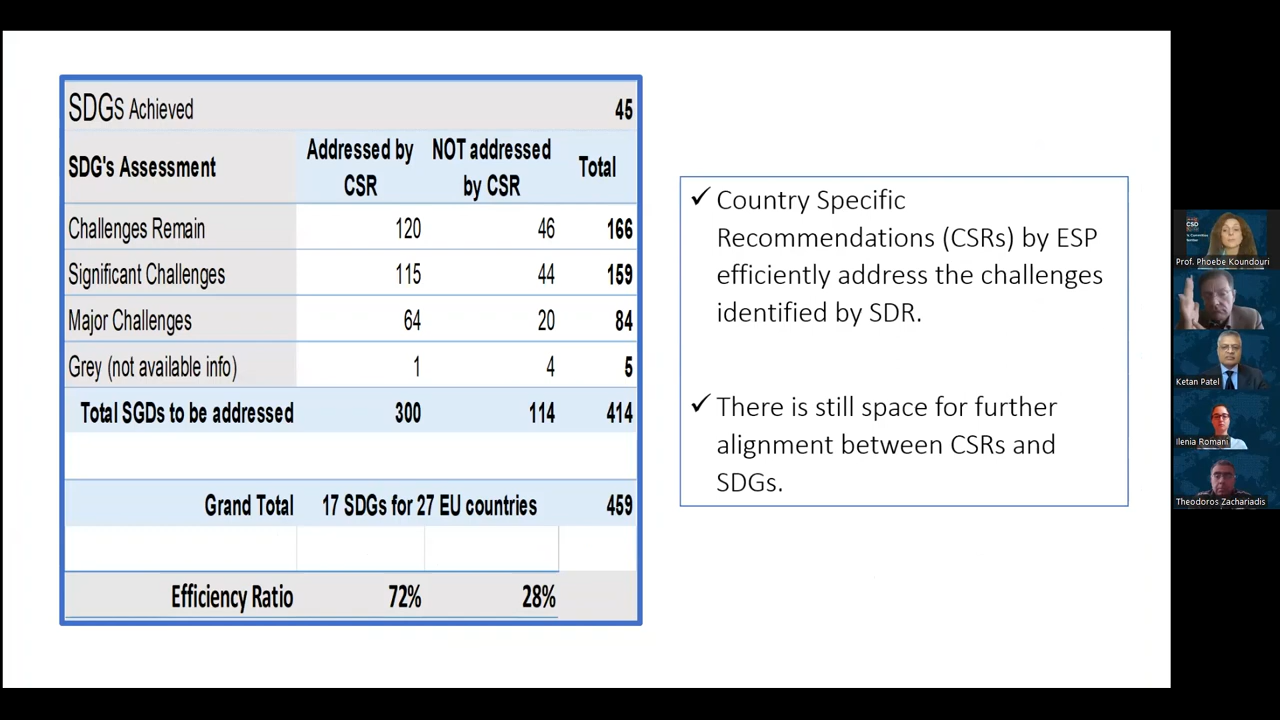 SDGs Achieved 45
SDG's Assessment Addressed by CSR NOT addressed by CSR Total
Challenges Remain 120 46 166
Significant Challenges 115 44 159
Major Challenges 64 20 84
Grey (not available info) 1 4 5
Total SGDs to be addressed 300 114 414
Grand Total 17 SDGs for 27 EU countries 459
Efficiency Ratio 72% 28%
✓ Country Specific
Recommendations (CSRs) by ESP
efficiently address the challenges
identified by SDR.
✓ There is still space for further
alignment between CSRs and
SDGs.
CSD
Prof. Phoebe Koundouri
Ketan Patel
Ilenia Romani
Theodoros Zachariadis